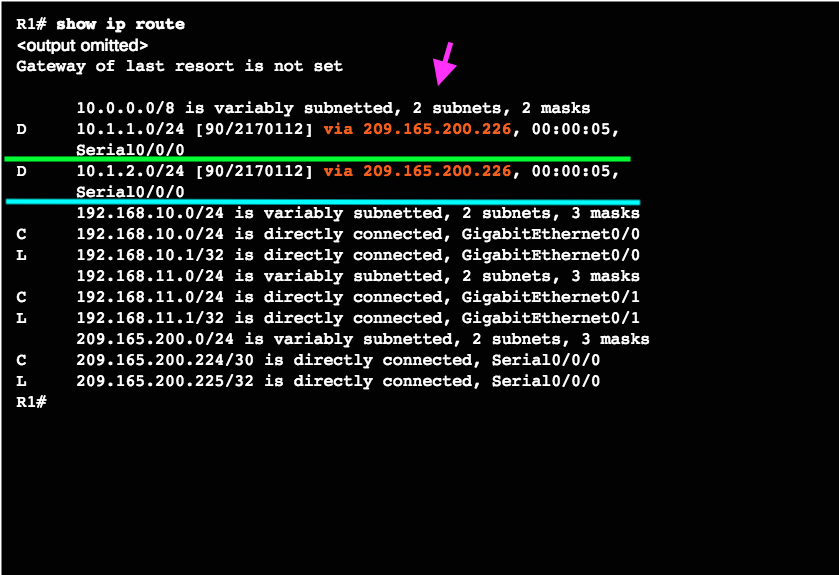 R1# show ip route
<output omitted>
Gateway of last resort is not set
10.0.0.0/8 is variably subnetted, 2 subnets, 2 masks
D 10.1.1.0/24 [90/2170112] via 209.165.200.226, 00:00:05,
Serial0/0/0
D 10.1.2.0/24 [90/2170112] via 209.165.200.226, 00:00:05,
Serial0/0/0
192.168.10.0/24 is variably subnetted, 2 subnets, 3 masks
C 192.168.10.0/24 is directly connected, GigabitEthernet0/0
L 192.168.10.1/32 is directly connected, GigabitEthernet0/0
192.168.11.0/24 is variably subnetted, 2 subnets, 3 masks
C 192.168.11.0/24 is directly connected, GigabitEthernet0/1
L 192.168.11.1/32 is directly connected, GigabitEthernet0/1
209.165.200.0/24 is variably subnetted, 2 subnets, 3 masks
C 209.165.200.224/30 is directly connected, Serial0/0/0
L 209.165.200.225/32 is directly connected, Serial0/0/0
R1#